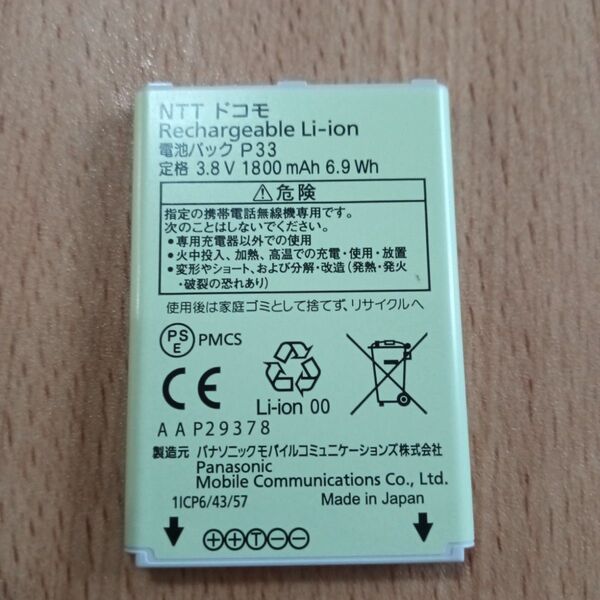 NTT ドコモ
Rechargeable Li-ion
電池パック P33
定格 3.8 V 1800 mAh 6.9 Wh
⚠危険
指定の携帯電話無線機専用です。
次のことはしないでください。
・専用充電器以外での使用
・火中投入、加熱、高温での充電・使用・放置
・変形やショート、および分解・改造（発熱・発火
・破裂の恐れあり）
使用後は家庭ゴミとして捨てず、リサイクルへ
PSE PMCS
CE
Li-ion 00
AAP29378
製造元 パナソニックモバイルコミュニケーションズ株式会社
Panasonic
Mobile Communications Co., Ltd.
1ICP6/43/57 Made in Japan
⊕⊕Ⓣ⊖⊖